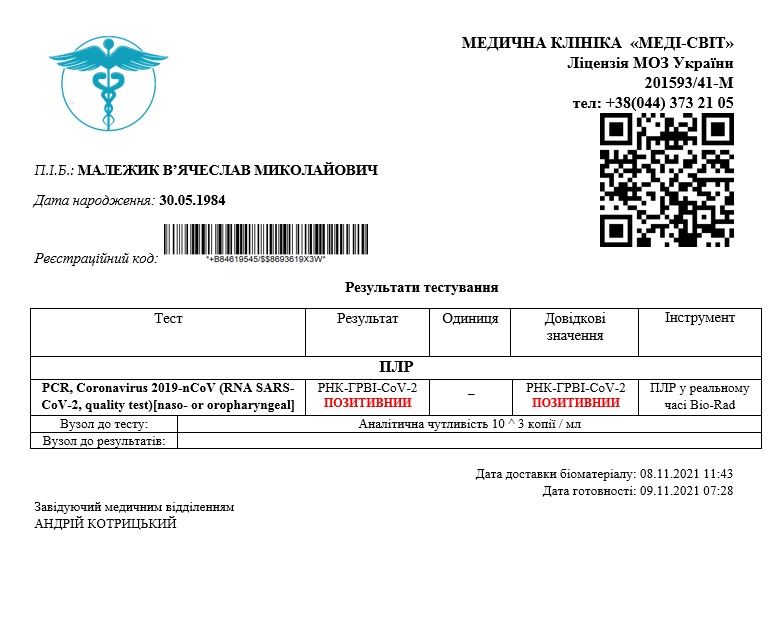 МЕДИЧНА КЛІНІКА «МЕДІ-СВІТ»
Ліцензія МОЗ України
201593/41-М
тел: +38(044) 373 21 05
П.І.Б.: МАЛЕЖИК В’ЯЧЕСЛАВ МИКОЛАЙОВИЧ
Дата народження: 30.05.1984
Реєстраційний код:
*+B84619545/$$8693619X3W*
Результати тестування
Тест Результат Одиниця Довідкові значення Інструмент
ПЛР
PCR, Coronavirus 2019-nCoV (RNA SARS- РНК-ГРВІ-CoV-2 – РНК-ГРВІ-CoV-2 ПЛР у реальному
CoV-2, quality test)[naso- or oropharyngeal] ПОЗИТИВНИИ ПОЗИТИВНИИ часі Bio-Rad
Вузол до тесту: Аналітична чутливість 10 ^ 3 копії / мл
Вузол до результатів:
Дата доставки біоматеріалу: 08.11.2021 11:43
Дата готовності: 09.11.2021 07:28
Завідуючий медичним відділенням
АНДРІЙ КОТРИЦЬКИЙ